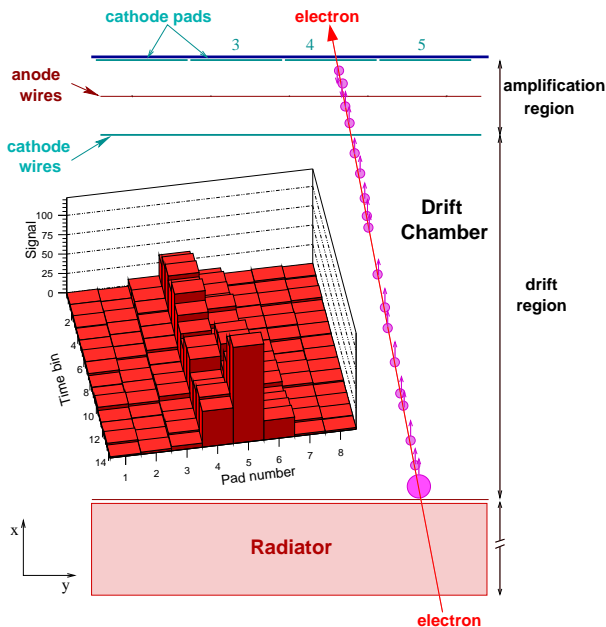 electron
cathode pads
3 4 5
anode
wires
amplification
region
cathode
wires
Drift
Chamber
drift
region
Signal
100
75
50
25
0
2
4
6
8
10
12
14
Time bin
1 2 3 4 5 6 7 8
Pad number
Radiator
x
y
electron